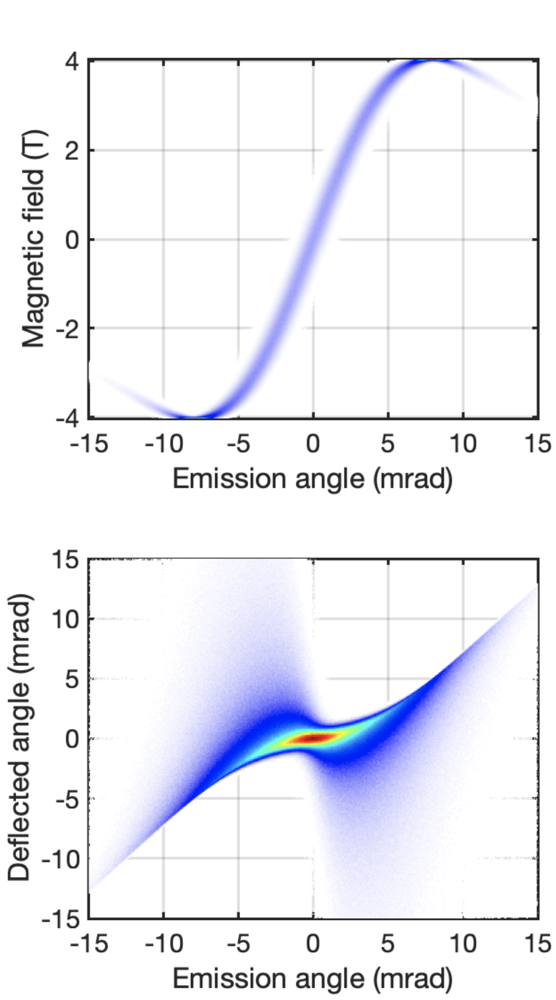 4
2
0
-2
-4
Magnetic field (T)
-15 -10 -5 0 5 10 15
Emission angle (mrad)
15
10
5
0
-5
-10
-15
Deflected angle (mrad)
-15 -10 -5 0 5 10 15
Emission angle (mrad)